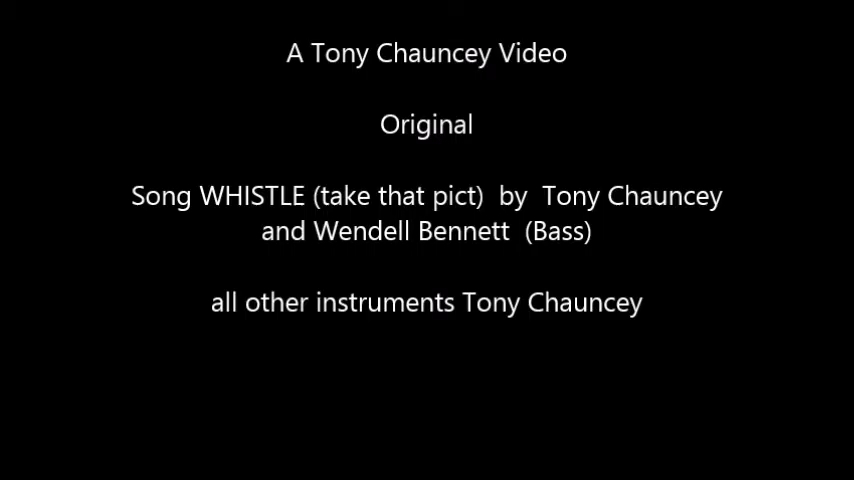 A Tony Chauncey Video
Original
Song WHISTLE (take that pict)  by  Tony Chauncey
and Wendell Bennett  (Bass)
all other instruments Tony Chauncey